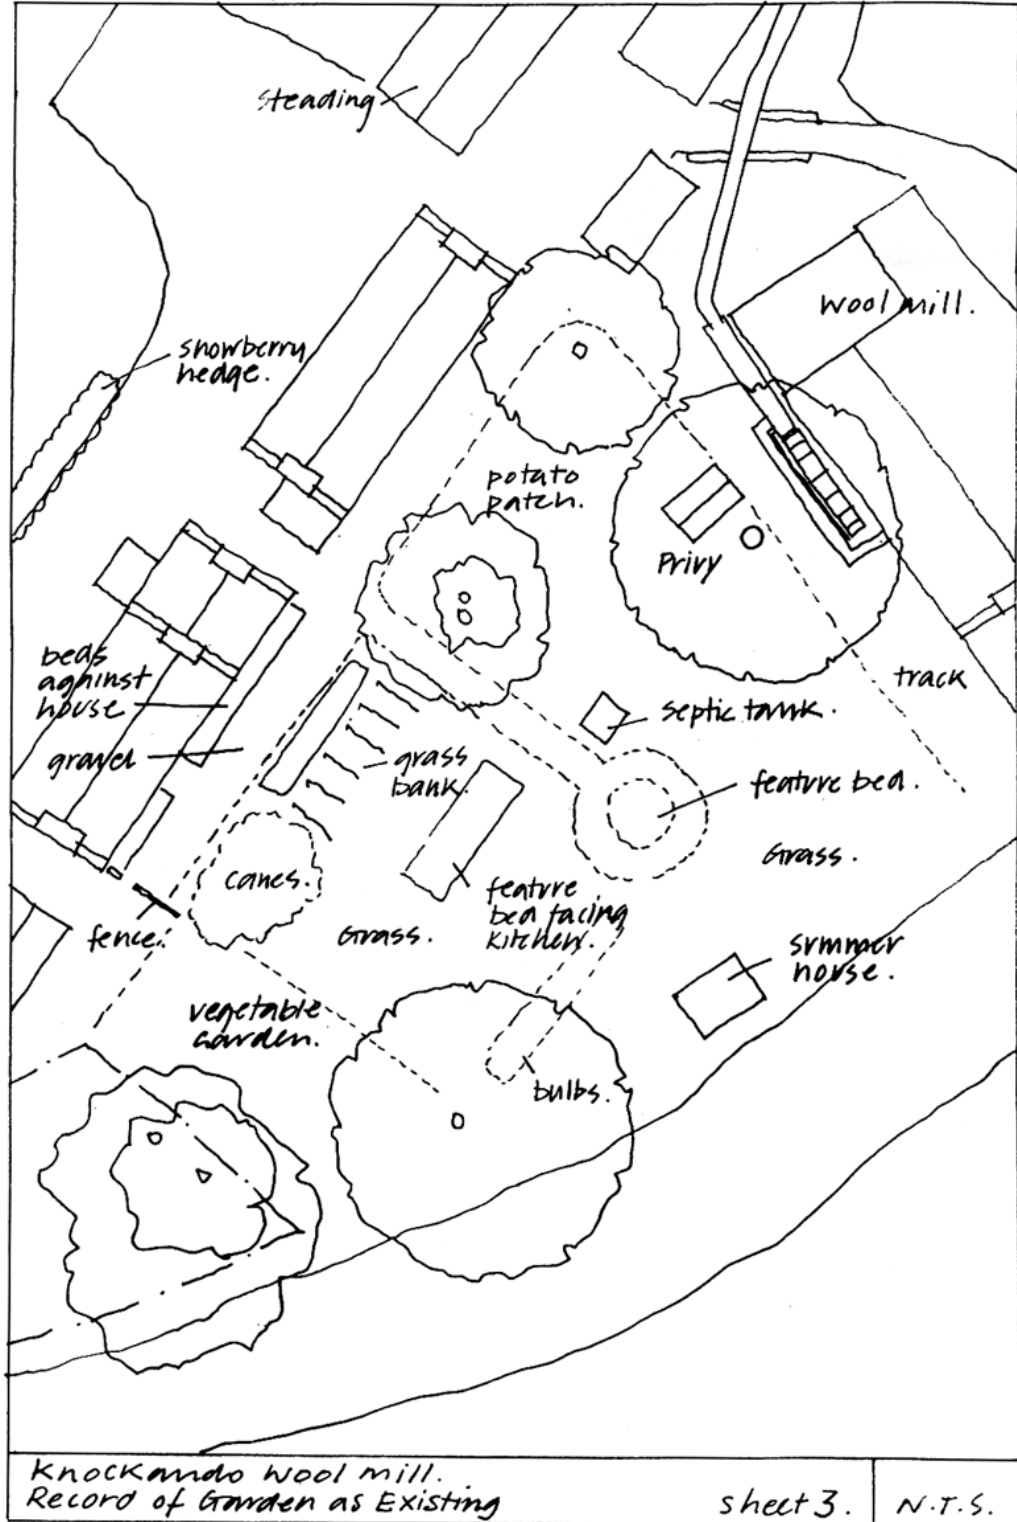 steading
wool mill.
snowberry
hedge.
potato
patch.
Privy
beds
against
house
gravel
track
septic tank.
grass
bank.
feature bed.
Grass.
canes.
feature
bed facing
kitchen.
fence.
Grass.
summer
house.
vegetable
Garden.
bulbs.
Knockando Wool mill.
Record of Garden as Existing
sheet 3.
N.T.S.